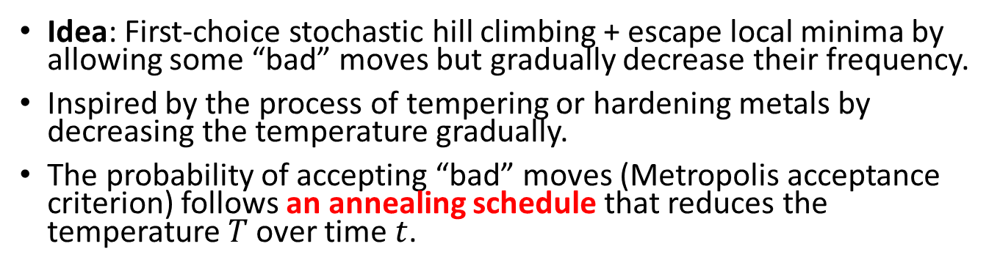 • Idea: First-choice stochastic hill climbing + escape local minima by
allowing some “bad” moves but gradually decrease their frequency.
• Inspired by the process of tempering or hardening metals by
decreasing the temperature gradually.
• The probability of accepting “bad” moves (Metropolis acceptance
criterion) follows an annealing schedule that reduces the
temperature T over time t.